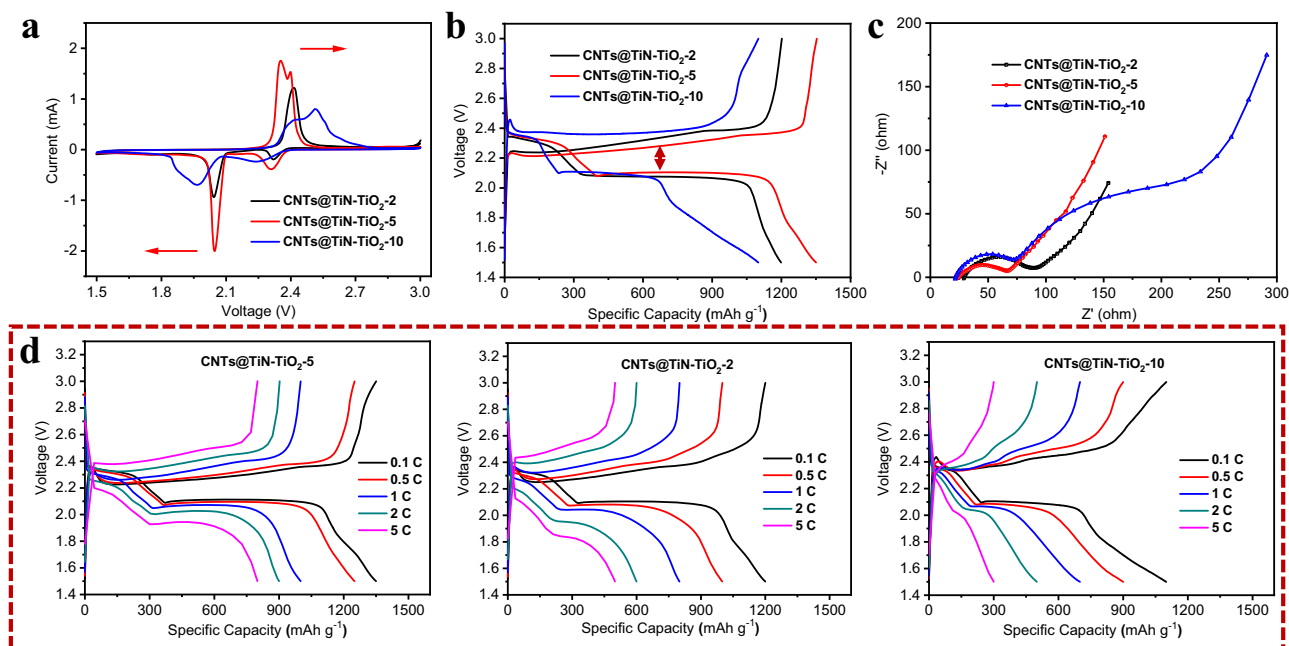 a
2
1
0
-1
-2
Current (mA)
CNTs@TiN-TiO₂-2
CNTs@TiN-TiO₂-5
CNTs@TiN-TiO₂-10
1.5 1.8 2.1 2.4 2.7 3.0
Voltage (V)
b
3.0
2.7
2.4
2.1
1.8
1.5
Voltage (V)
CNTs@TiN-TiO₂-2
CNTs@TiN-TiO₂-5
CNTs@TiN-TiO₂-10
0 300 600 900 1200 1500
Specific Capacity (mAh g⁻¹)
c
200
150
100
50
0
-Z'' (ohm)
CNTs@TiN-TiO₂-2
CNTs@TiN-TiO₂-5
CNTs@TiN-TiO₂-10
0 50 100 150 200 250 300
Z' (ohm)
d
CNTs@TiN-TiO₂-5
3.2
3.0
2.8
2.6
2.4
2.2
2.0
1.8
1.6
1.4
Voltage (V)
0.1 C
0.5 C
1 C
2 C
5 C
0 300 600 900 1200 1500
Specific Capacity (mAh g⁻¹)
CNTs@TiN-TiO₂-2
3.2
3.0
2.8
2.6
2.4
2.2
2.0
1.8
1.6
1.4
Voltage (V)
0.1 C
0.5 C
1 C
2 C
5 C
0 300 600 900 1200 1500
Specific Capacity (mAh g⁻¹)
CNTs@TiN-TiO₂-10
3.2
3.0
2.8
2.6
2.4
2.2
2.0
1.8
1.6
1.4
Voltage (V)
0.1 C
0.5 C
1 C
2 C
5 C
0 300 600 900 1200 1500
Specific Capacity (mAh g⁻¹)